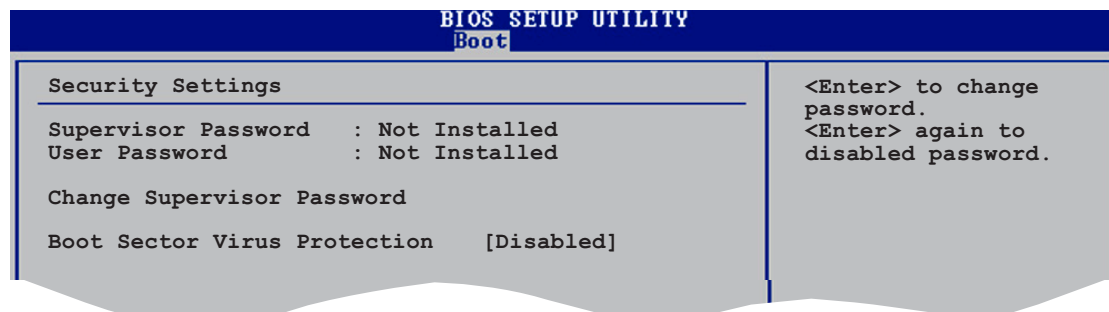 BIOS SETUP UTILITY
Boot
Security Settings
Supervisor Password : Not Installed
User Password : Not Installed
Change Supervisor Password
Boot Sector Virus Protection [Disabled]
<Enter> to change
password.
<Enter> again to
disabled password.